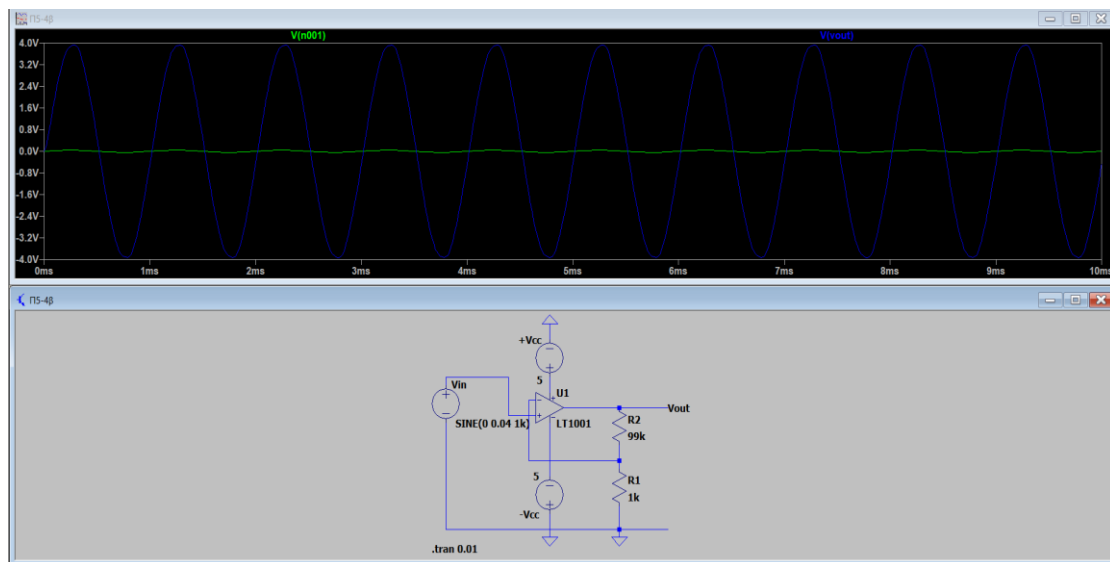 Π5-4β
V(n001) V(vout)
4.0V
3.2V
2.4V
1.6V
0.8V
0.0V
-0.8V
-1.6V
-2.4V
-3.2V
-4.0V
0ms 1ms 2ms 3ms 4ms 5ms 6ms 7ms 8ms 9ms 10ms
Π5-4β
+Vcc
5
Vin
U1
SINE(0 0.04 1k)
LT1001
Vout
R2
99k
5
R1
1k
-Vcc
.tran 0.01